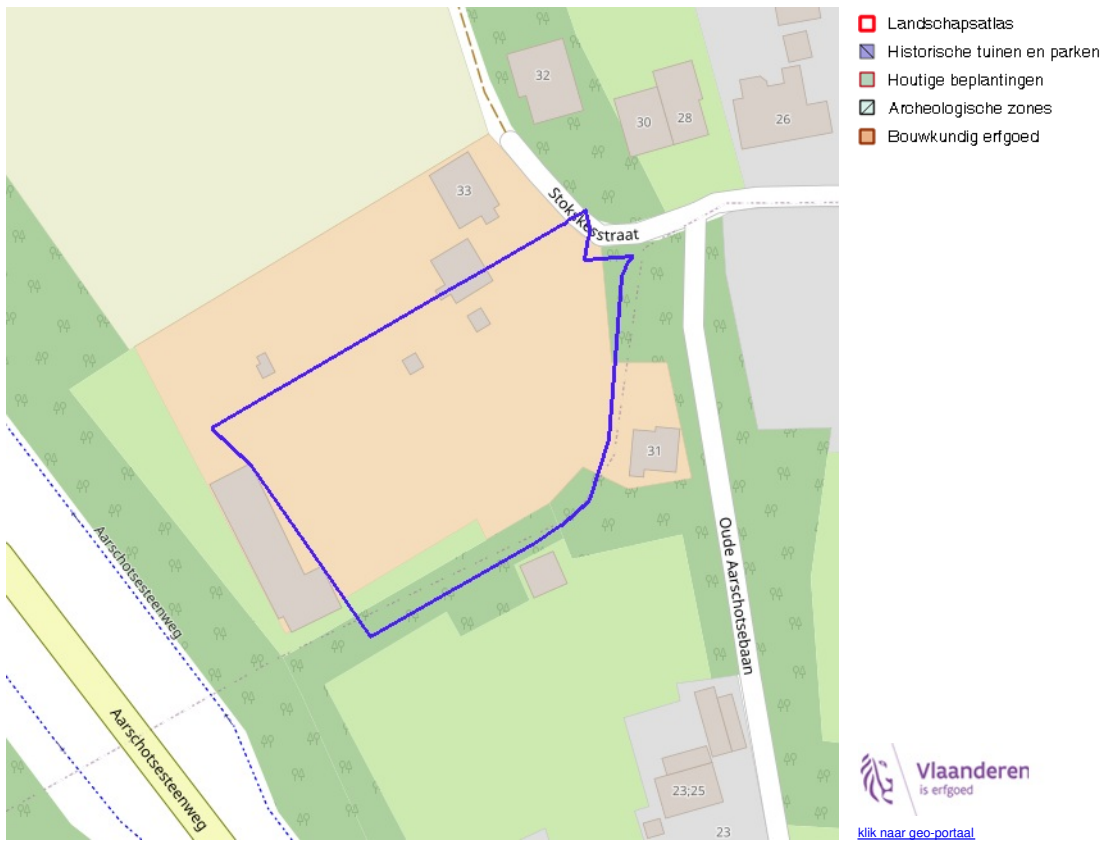 Landschapsatlas
Historische tuinen en parken
Houtige beplantingen
Archeologische zones
Bouwkundig erfgoed
32
30
28
26
33
Stokskesstraat
31
Aarschotsesteenweg
Oude Aarschotsebaan
Aarschotsesteenweg
23;25
23
Vlaanderen
is erfgoed
klik naar geo-portaal